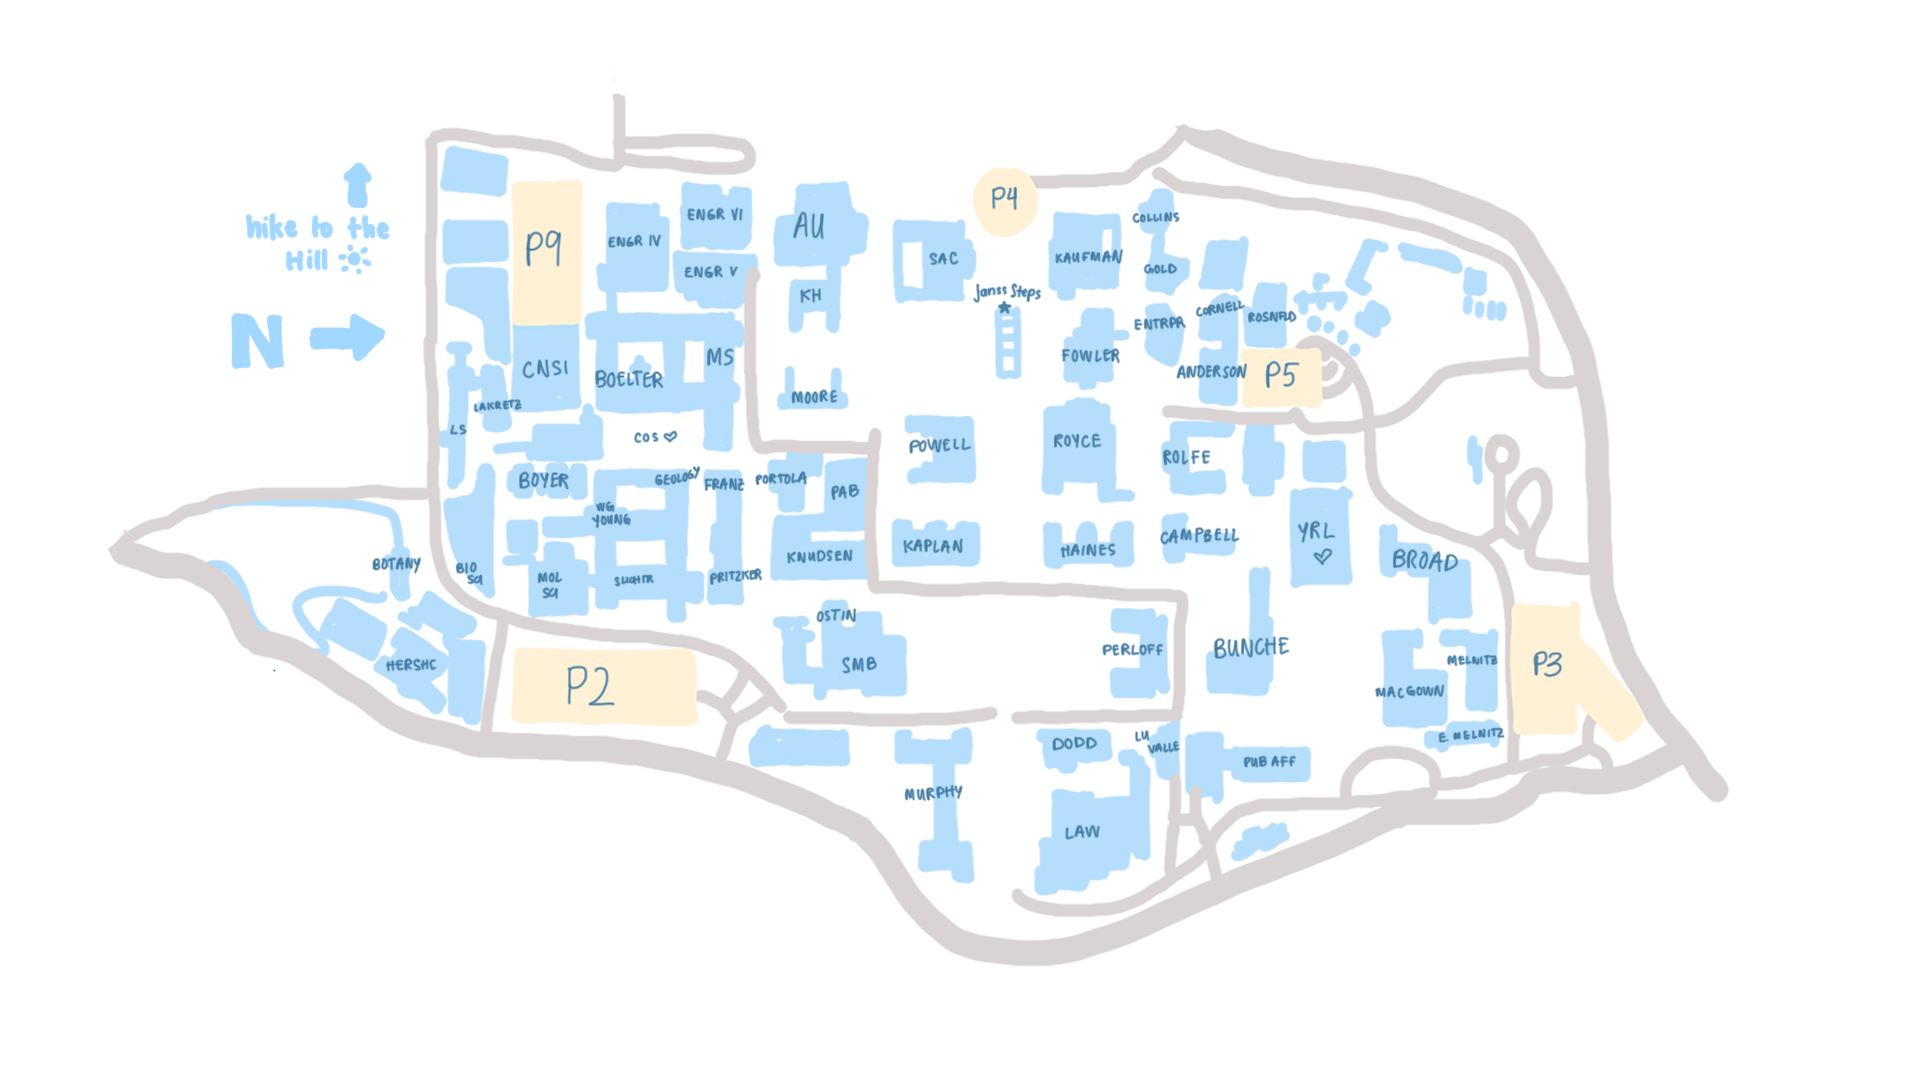 hike to the
Hill
N
P9
ENGR IV
ENGR VI
ENGR V
AU
KH
SAC
P4
Janss Steps
KAUFMAN
COLLINS
GOLD
ENTRPR
CORNELL
ROSNFLD
FOWLER
ANDERSON
P5
CNSI
BOELTER
MS
MOORE
LAKRETZ
LS
COS
POWELL
ROYCE
ROLFE
BOYER
GEOLOGY
FRANZ
PORTOLA
PAB
WG
YOUNG
KAPLAN
HAINES
CAMPBELL
YRL
BROAD
BOTANY
BIO
SCI
MOL
SCI
SLICHTR
PRITZKER
KNUDSEN
OSTIN
SMB
PERLOFF
BUNCHE
HERSHC
P2
MELNITZ
MACGOWN
P3
E. MELNITZ
DODD
LU
VALLE
PUB AFF
MURPHY
LAW